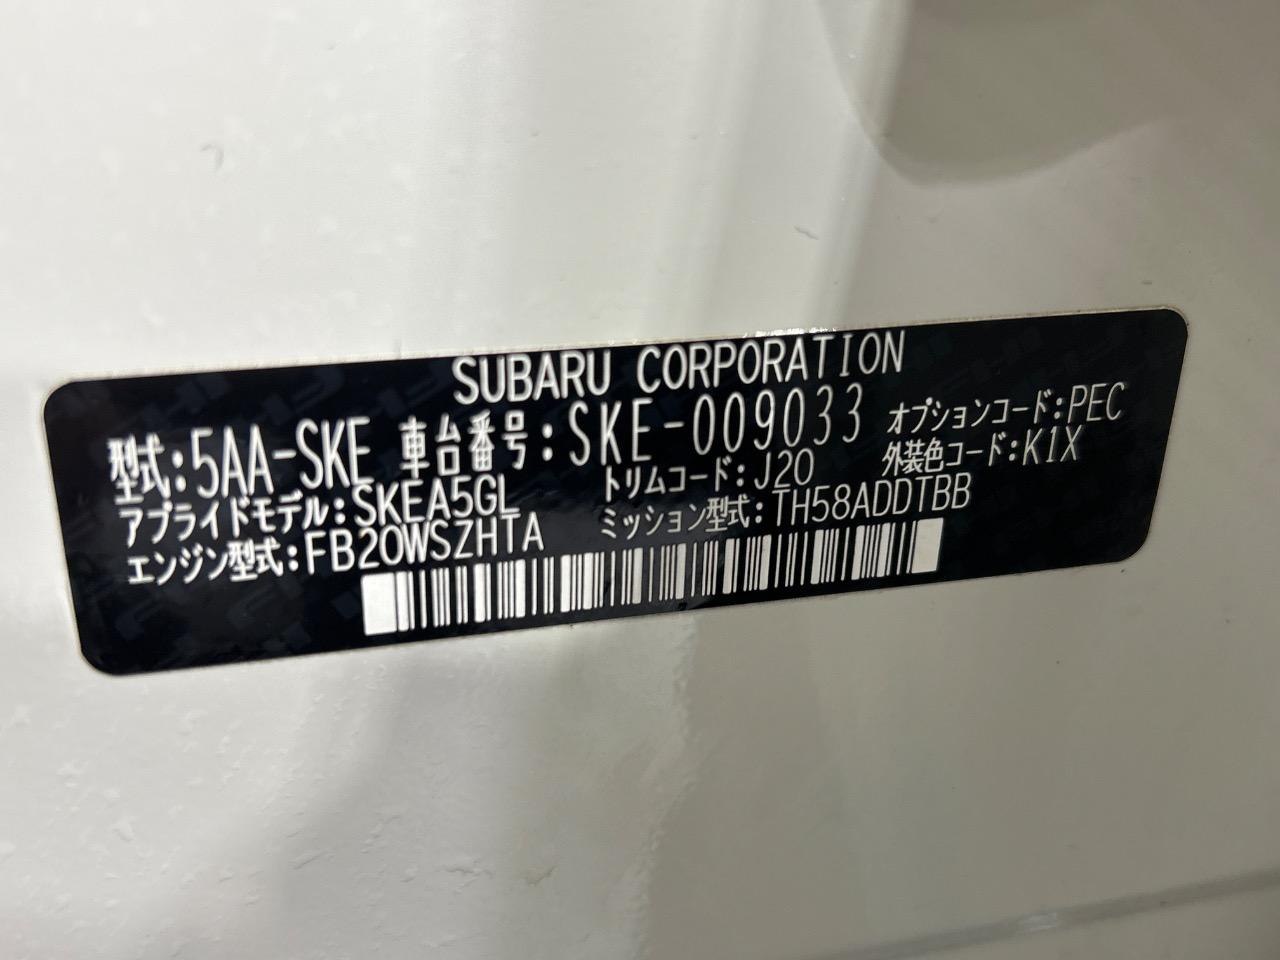 SUBARU CORPORATION
型式:5AA-SKE 車台番号:SKE-009033 オプションコード:PEC
アプライドモデル:SKEA5GL トリムコード:J20 外装色コード:K1X
エンジン型式:FB20WSZHTA ミッション型式:TH58ADDTBB